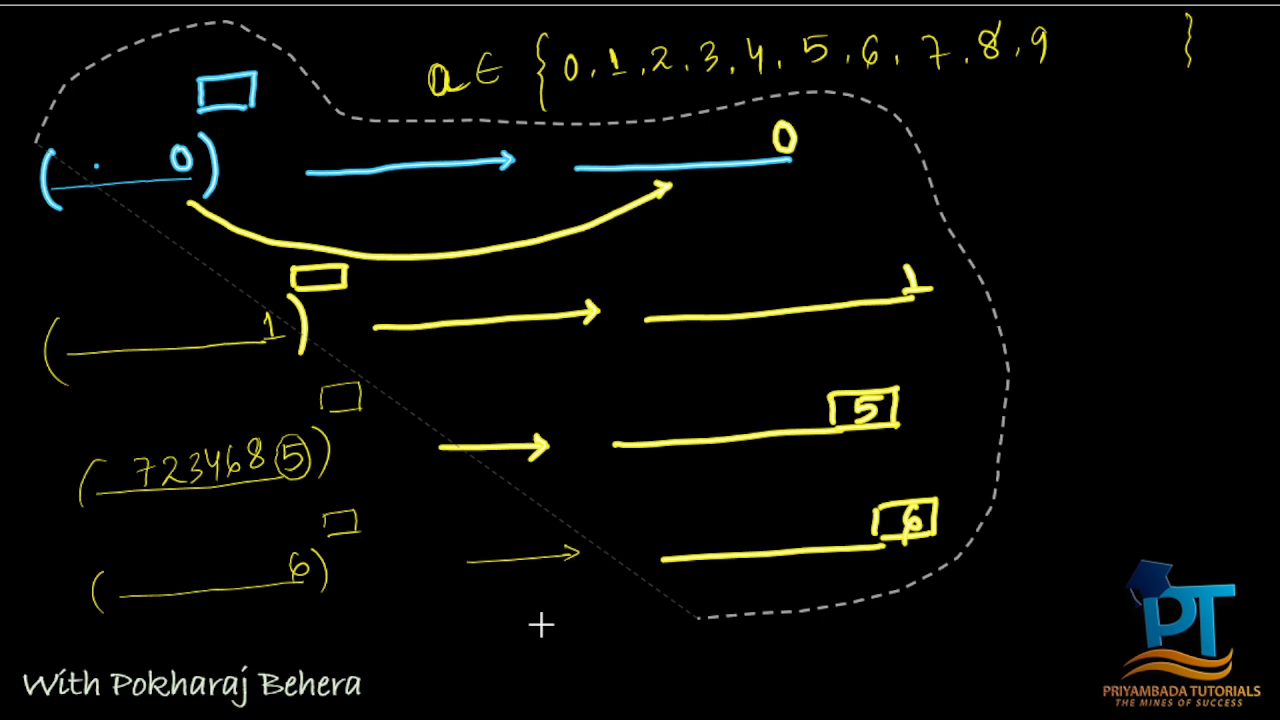 a ∈ { 0, 1, 2, 3, 4, 5, 6, 7, 8, 9 }
( 0 )▭ → 0
( 1 )▭ → 1
( 7234685 )▭ → 5
( 6 )▭ → 6
With Pokharaj Behera
PT
PRIYAMBADA TUTORIALS
THE MINES OF SUCCESS